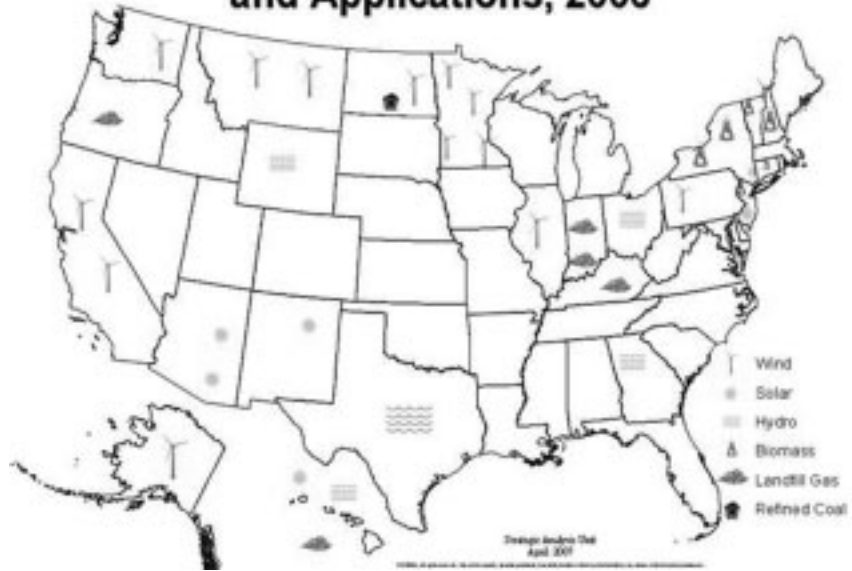 and Applications, 2006
Wind
Solar
Hydro
Biomass
Landfill Gas
Refined Coal
Strategic Analysis Unit
April 2007